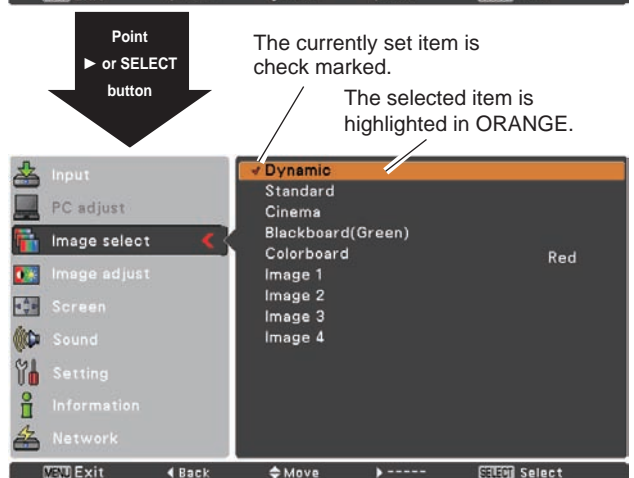 Point
► or SELECT
button
The currently set item is
check marked.
The selected item is
highlighted in ORANGE.
Input
PC adjust
Image select
Image adjust
Screen
Sound
Setting
Information
Network
✓ Dynamic
Standard
Cinema
Blackboard(Green)
Colorboard Red
Image 1
Image 2
Image 3
Image 4
MENU Exit ◄ Back Move ► ----- SELECT Select